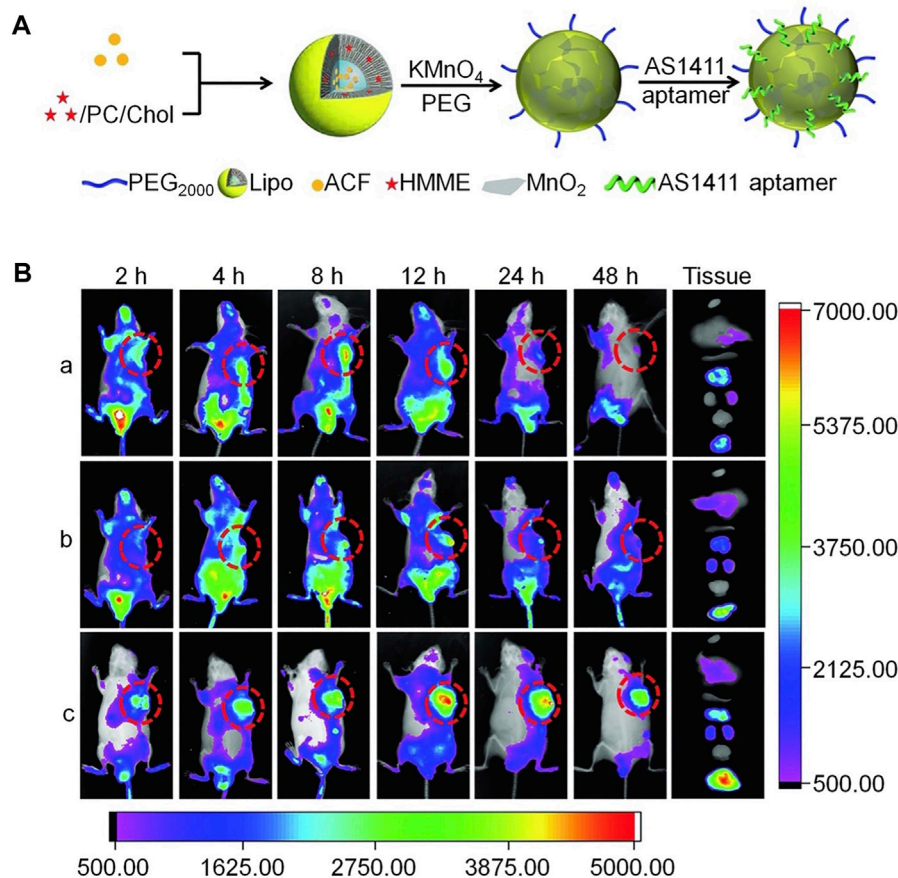 A
KMnO4
PEG
AS1411
aptamer
/PC/Chol
PEG2000 Lipo ACF HMME MnO2 AS1411 aptamer
B
2 h 4 h 8 h 12 h 24 h 48 h Tissue
a
b
c
7000.00
5375.00
3750.00
2125.00
500.00
500.00 1625.00 2750.00 3875.00 5000.00